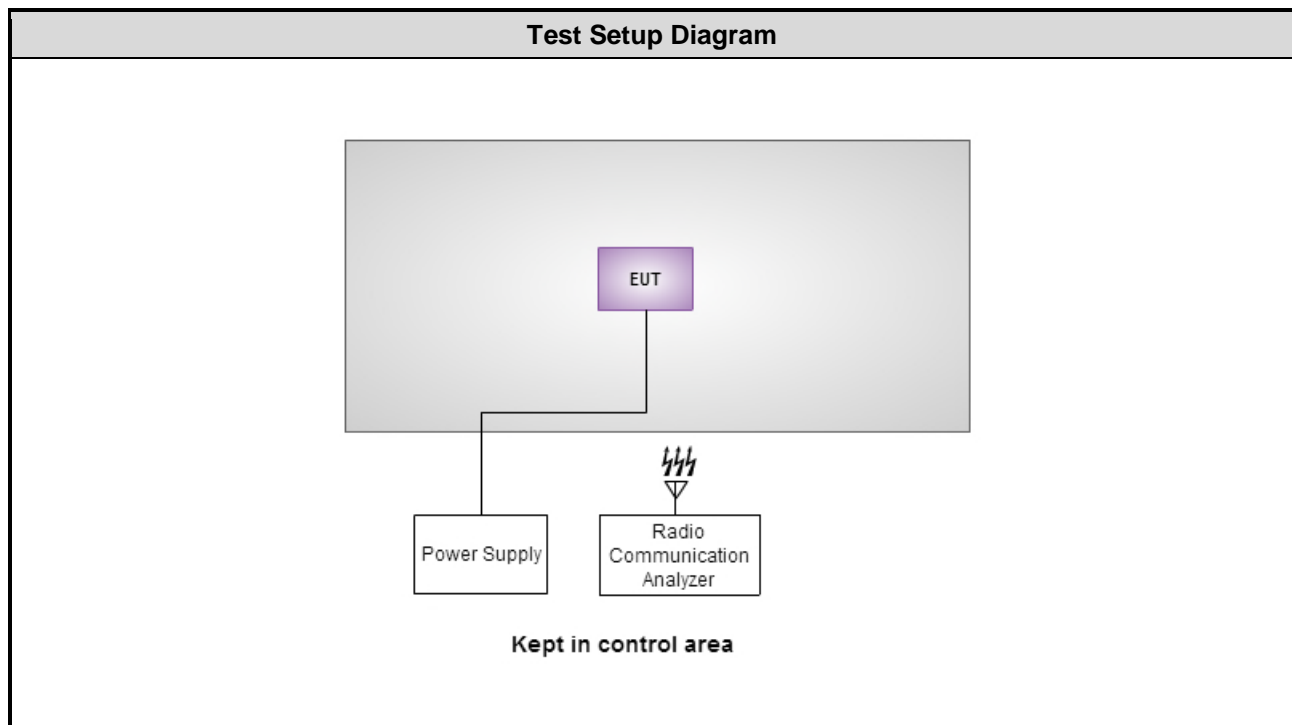 Test Setup Diagram
EUT
Power Supply
Radio
Communication
Analyzer
Kept in control area